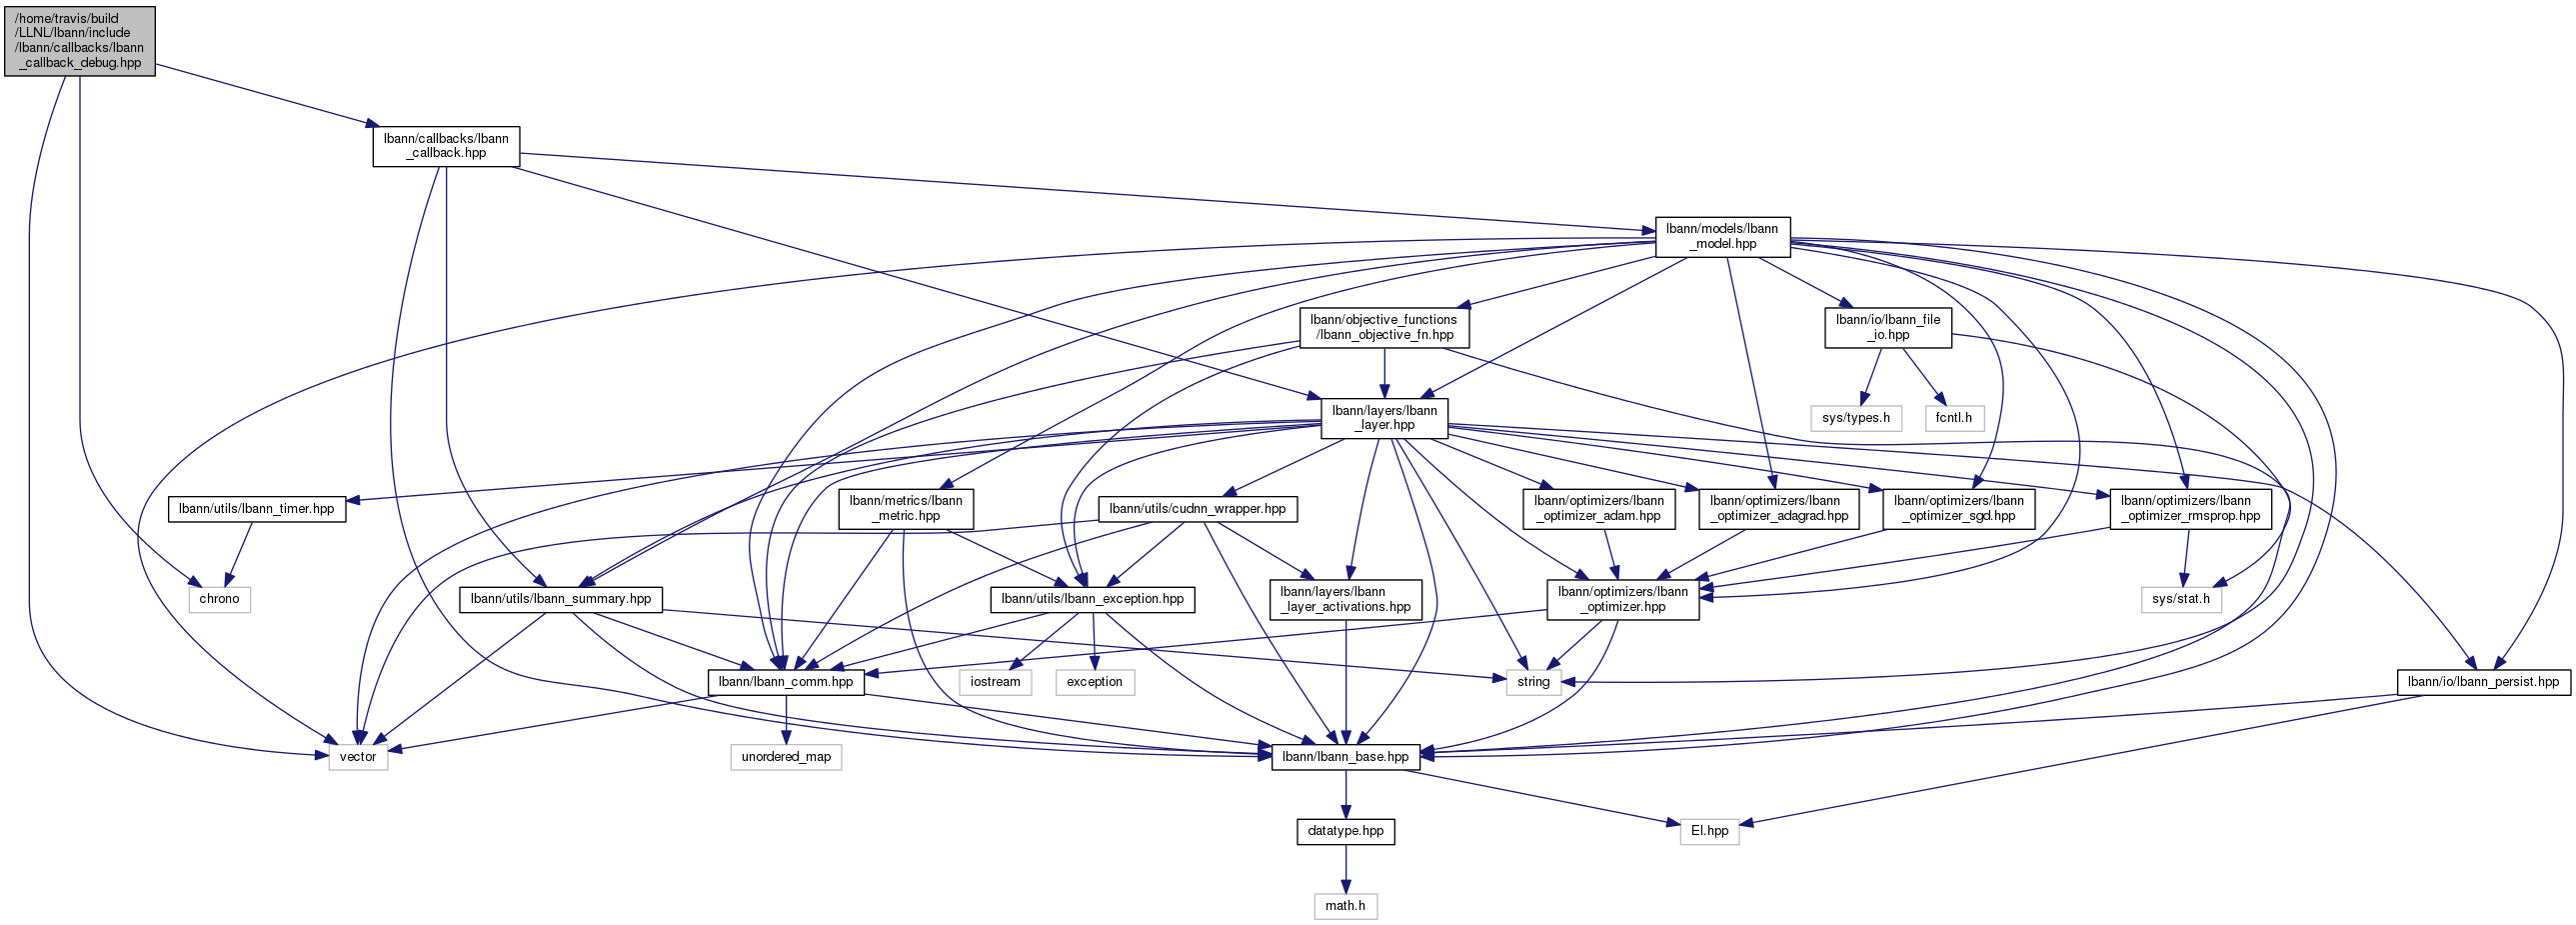 /home/travis/build
/LLNL/lbann/include
/lbann/callbacks/lbann
_callback_debug.hpp
lbann/callbacks/lbann
_callback.hpp
lbann/models/lbann
_model.hpp
lbann/objective_functions
/lbann_objective_fn.hpp
lbann/io/lbann_file
_io.hpp
lbann/layers/lbann
_layer.hpp
sys/types.h
fcntl.h
lbann/utils/lbann_timer.hpp
lbann/metrics/lbann
_metric.hpp
lbann/utils/cudnn_wrapper.hpp
lbann/optimizers/lbann
_optimizer_adam.hpp
lbann/optimizers/lbann
_optimizer_adagrad.hpp
lbann/optimizers/lbann
_optimizer_sgd.hpp
lbann/optimizers/lbann
_optimizer_rmsprop.hpp
chrono
lbann/utils/lbann_summary.hpp
lbann/utils/lbann_exception.hpp
lbann/layers/lbann
_layer_activations.hpp
lbann/optimizers/lbann
_optimizer.hpp
sys/stat.h
lbann/lbann_comm.hpp
iostream
exception
string
lbann/io/lbann_persist.hpp
vector
unordered_map
lbann/lbann_base.hpp
datatype.hpp
El.hpp
math.h